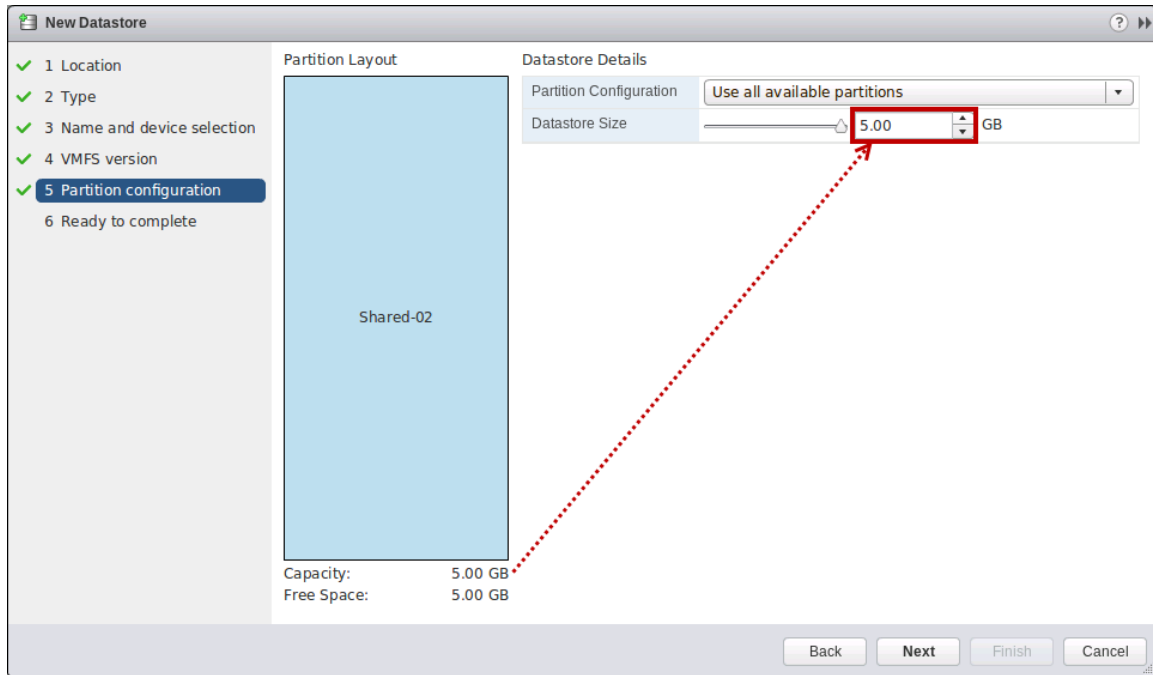 New Datastore
1 Location
2 Type
3 Name and device selection
4 VMFS version
5 Partition configuration
6 Ready to complete
Partition Layout
Shared-02
Capacity: 5.00 GB
Free Space: 5.00 GB
Datastore Details
Partition Configuration Use all available partitions
Datastore Size 5.00 GB
Back Next Finish Cancel